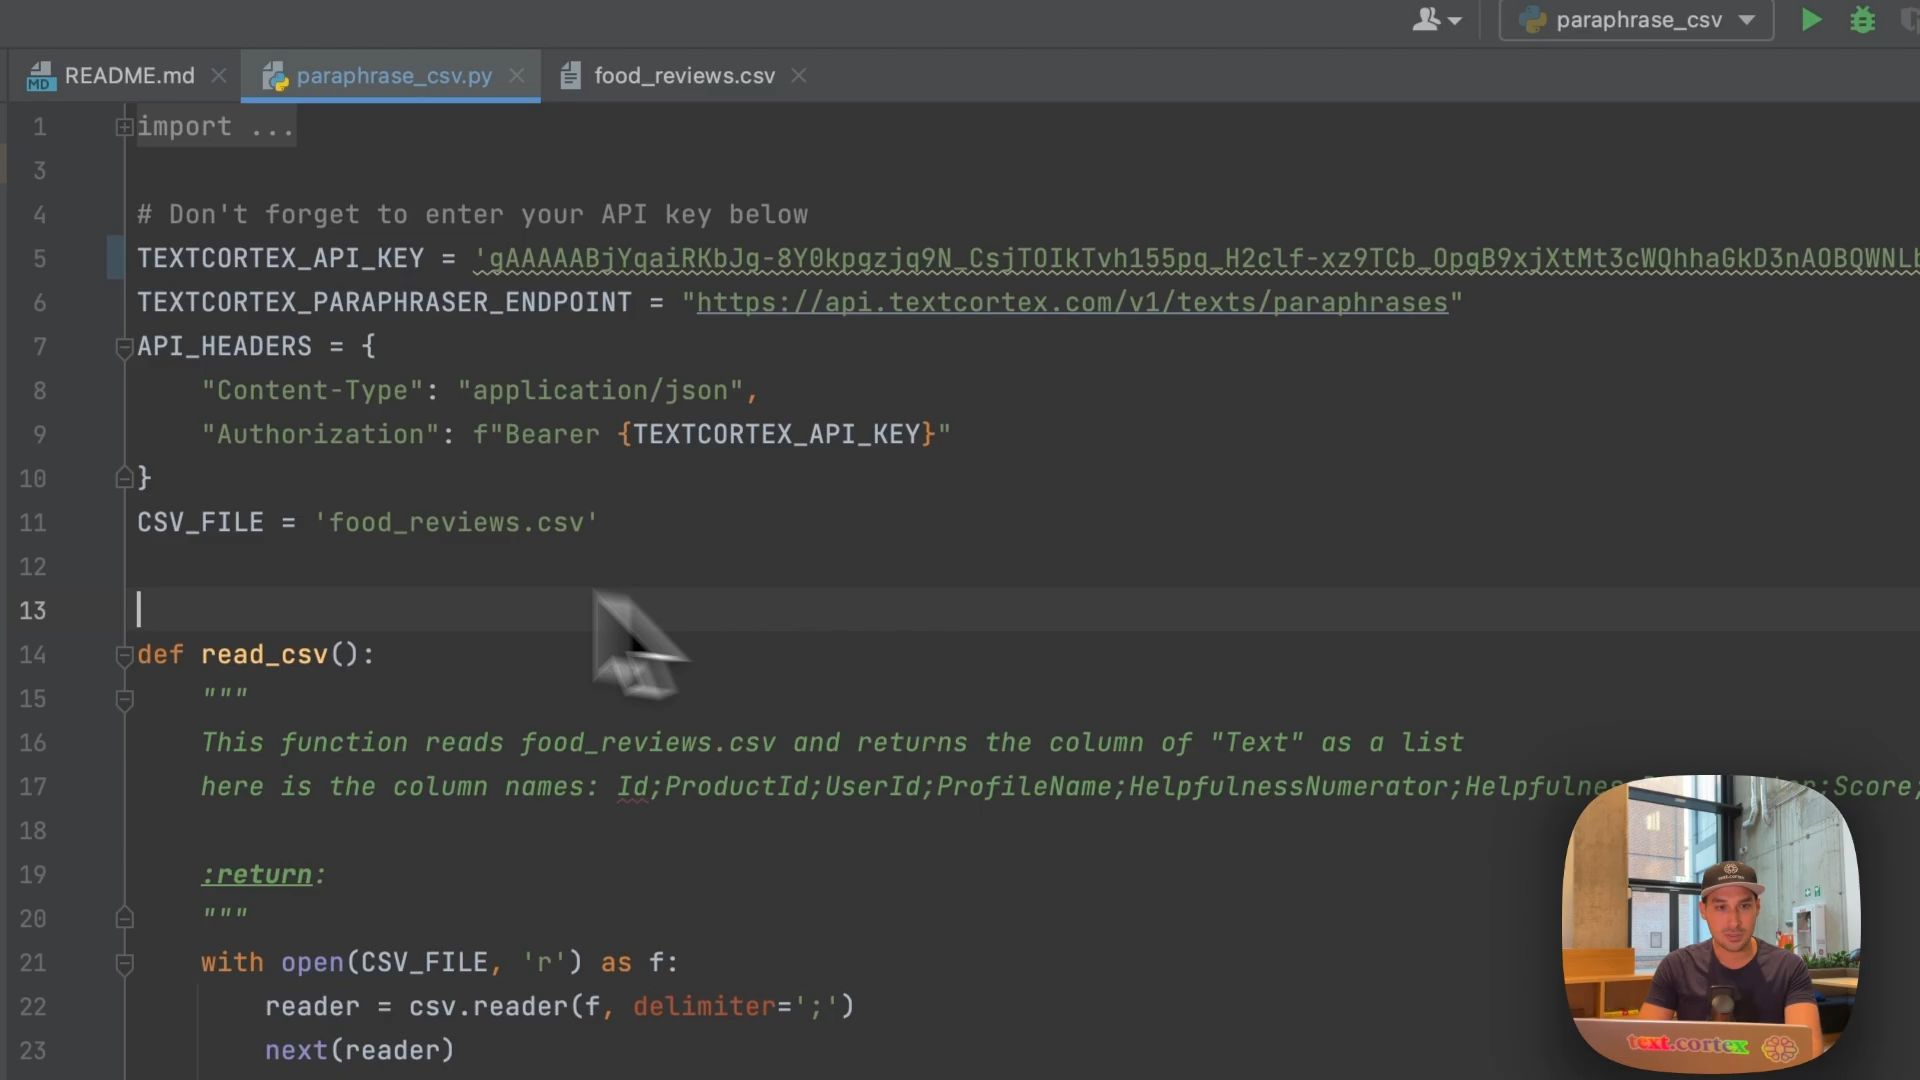 paraphrase_csv
README.md
paraphrase_csv.py
food_reviews.csv
1 import ...
3
4 # Don't forget to enter your API key below
5 TEXTCORTEX_API_KEY = 'gAAAAABjYqaiRKbJg-8Y0kpgzjq9N_CsjTOIkTvh155pq_H2clf-xz9TCb_OpgB9xjXtMt3cWQhhaGkD3nAOBQWNLb
6 TEXTCORTEX_PARAPHRASER_ENDPOINT = "https://api.textcortex.com/v1/texts/paraphrases"
7 API_HEADERS = {
8 "Content-Type": "application/json",
9 "Authorization": f"Bearer {TEXTCORTEX_API_KEY}"
10 }
11 CSV_FILE = 'food_reviews.csv'
12
13
14 def read_csv():
15 """
16 This function reads food_reviews.csv and returns the column of "Text" as a list
17 here is the column names: Id;ProductId;UserId;ProfileName;HelpfulnessNumerator;Helpfulnes Score;
18
19 :return:
20 """
21 with open(CSV_FILE, 'r') as f:
22 reader = csv.reader(f, delimiter=';')
23 next(reader)
text.cortex